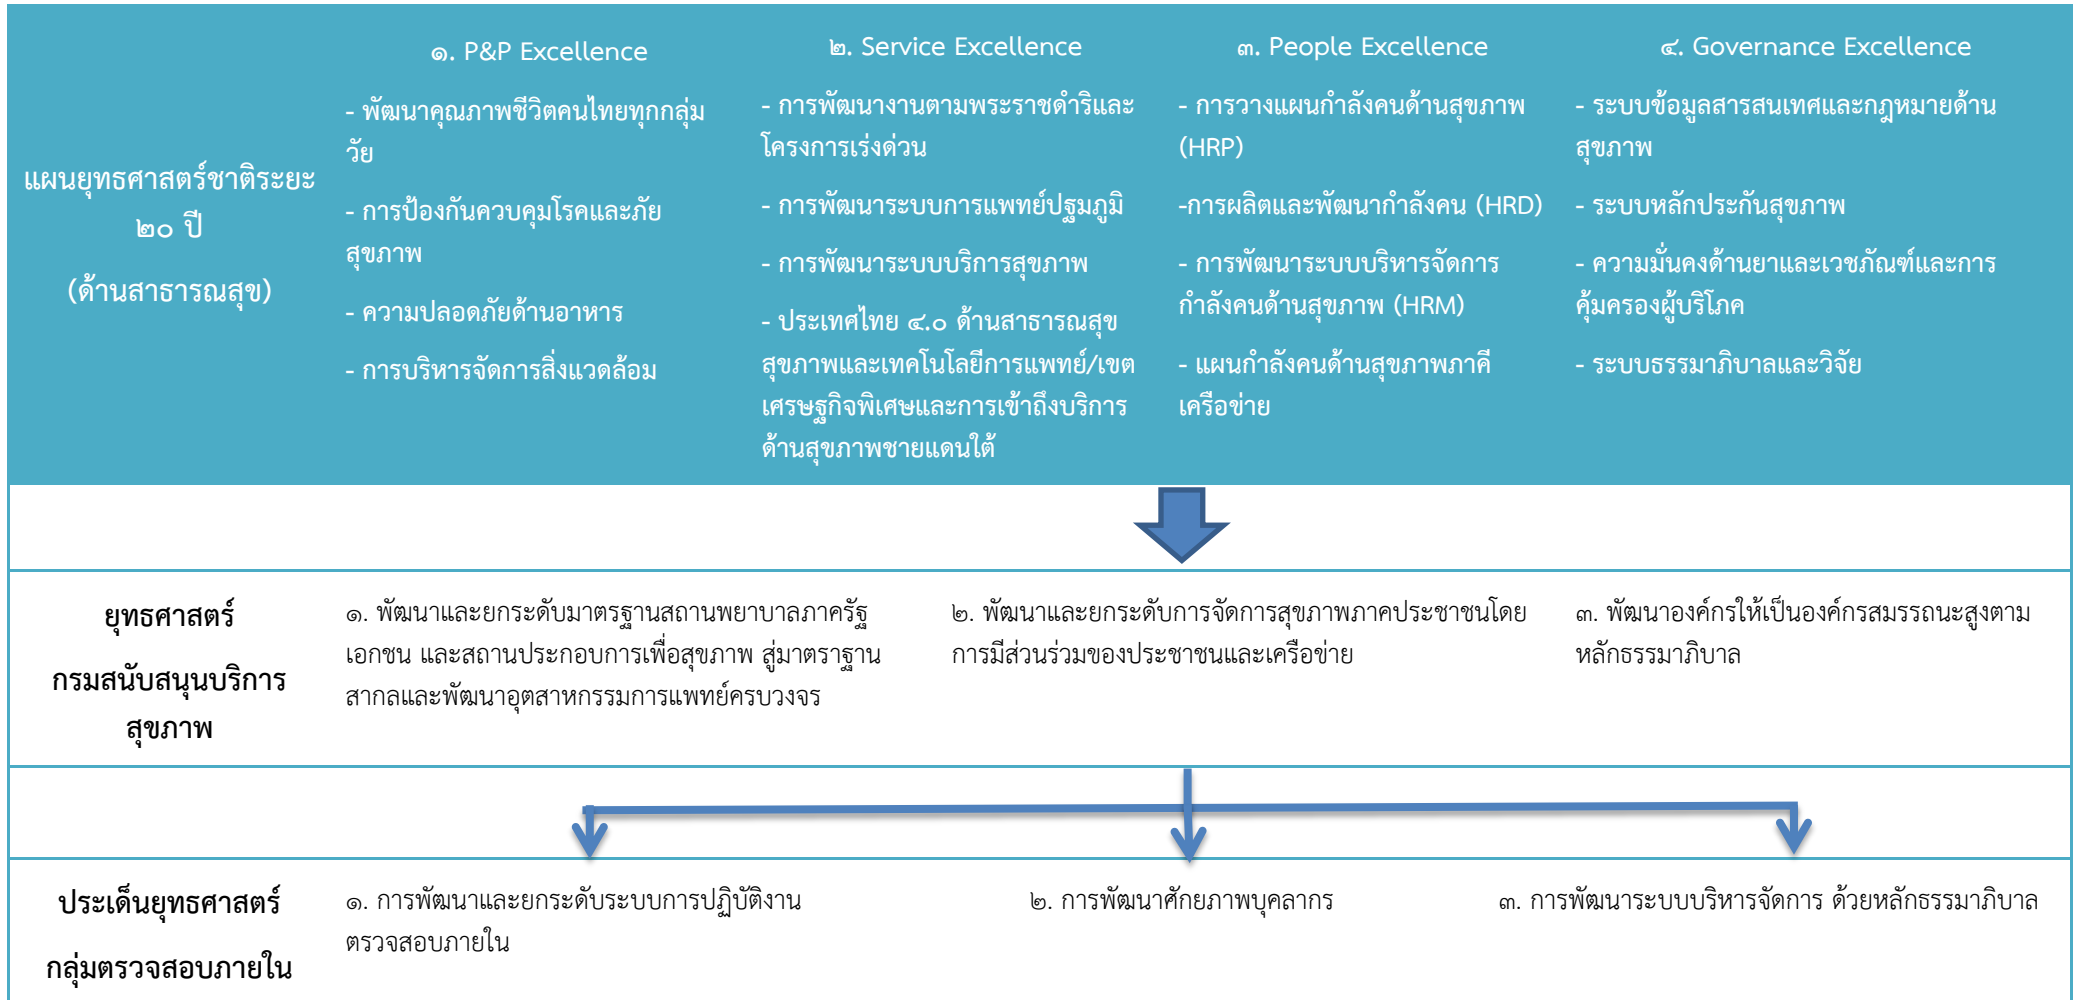 แผนยุทธศาสตร์ชาติระยะ
๒๐ ปี
(ด้านสาธารณสุข)
๑. P&P Excellence
- พัฒนาคุณภาพชีวิตคนไทยทุกกลุ่ม
วัย
- การป้องกันควบคุมโรคและภัย
สุขภาพ
- ความปลอดภัยด้านอาหาร
- การบริหารจัดการสิ่งแวดล้อม
๒. Service Excellence
- การพัฒนางานตามพระราชดำริและ
โครงการเร่งด่วน
- การพัฒนาระบบการแพทย์ปฐมภูมิ
- การพัฒนาระบบบริการสุขภาพ
- ประเทศไทย ๔.๐ ด้านสาธารณสุข
สุขภาพและเทคโนโลยีการแพทย์/เขต
เศรษฐกิจพิเศษและการเข้าถึงบริการ
ด้านสุขภาพชายแดนใต้
๓. People Excellence
- การวางแผนกำลังคนด้านสุขภาพ
(HRP)
-การผลิตและพัฒนากำลังคน (HRD)
- การพัฒนาระบบบริหารจัดการ
กำลังคนด้านสุขภาพ (HRM)
- แผนกำลังคนด้านสุขภาพภาคี
เครือข่าย
๔. Governance Excellence
- ระบบข้อมูลสารสนเทศและกฎหมายด้าน
สุขภาพ
- ระบบหลักประกันสุขภาพ
- ความมั่นคงด้านยาและเวชภัณฑ์และการ
คุ้มครองผู้บริโภค
- ระบบธรรมาภิบาลและวิจัย
ยุทธศาสตร์
กรมสนับสนุนบริการ
สุขภาพ
๑. พัฒนาและยกระดับมาตรฐานสถานพยาบาลภาครัฐ
เอกชน และสถานประกอบการเพื่อสุขภาพ สู่มาตราฐาน
สากลและพัฒนาอุตสาหกรรมการแพทย์ครบวงจร
๒. พัฒนาและยกระดับการจัดการสุขภาพภาคประชาชนโดย
การมีส่วนร่วมของประชาชนและเครือข่าย
๓. พัฒนาองค์กรให้เป็นองค์กรสมรรถนะสูงตาม
หลักธรรมาภิบาล
ประเด็นยุทธศาสตร์
กลุ่มตรวจสอบภายใน
๑. การพัฒนาและยกระดับระบบการปฏิบัติงาน
ตรวจสอบภายใน
๒. การพัฒนาศักยภาพบุคลากร
๓. การพัฒนาระบบบริหารจัดการ ด้วยหลักธรรมาภิบาล